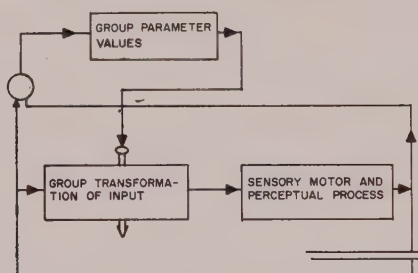 GROUP PARAMETER
VALUES
GROUP TRANSFORMA-
TION OF INPUT
SENSORY MOTOR AND
PERCEPTUAL PROCESS